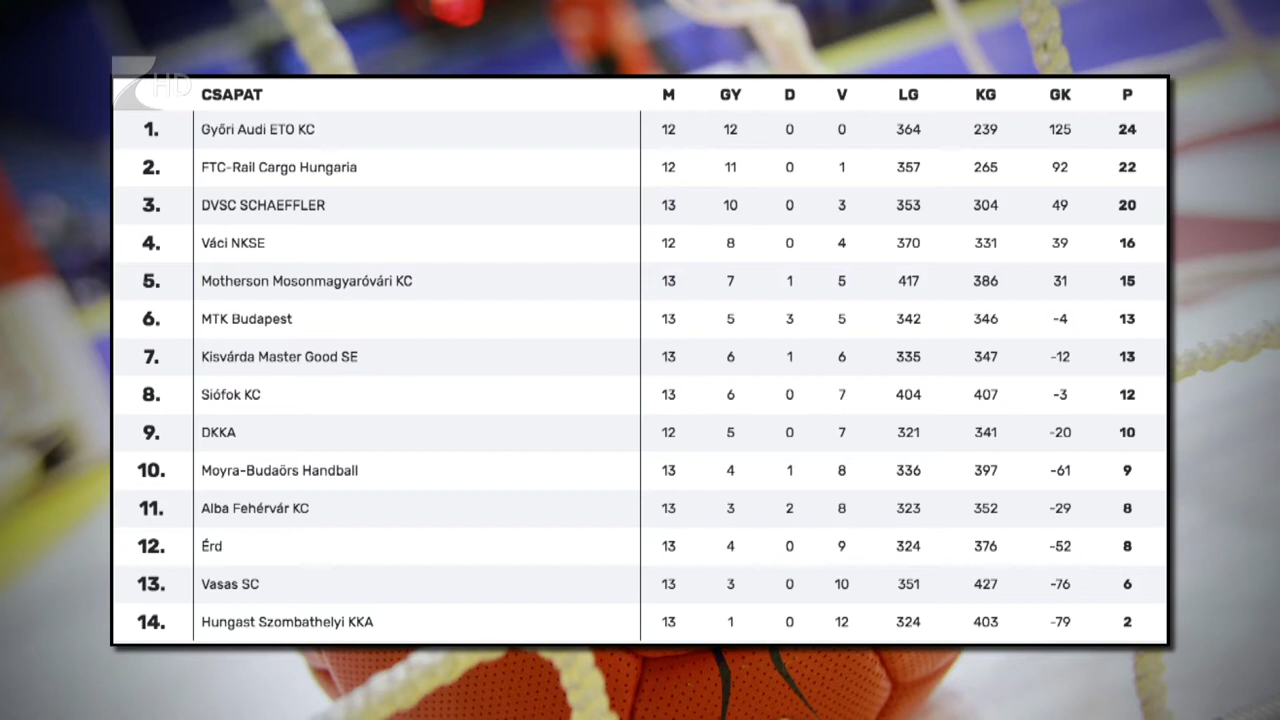 7 HD
CSAPAT M GY D V LG KG GK P
1. Győri Audi ETO KC 12 12 0 0 364 239 125 24
2. FTC-Rail Cargo Hungaria 12 11 0 1 357 265 92 22
3. DVSC SCHAEFFLER 13 10 0 3 353 304 49 20
4. Váci NKSE 12 8 0 4 370 331 39 16
5. Motherson Mosonmagyaróvári KC 13 7 1 5 417 386 31 15
6. MTK Budapest 13 5 3 5 342 346 -4 13
7. Kisvárda Master Good SE 13 6 1 6 335 347 -12 13
8. Siófok KC 13 6 0 7 404 407 -3 12
9. DKKA 12 5 0 7 321 341 -20 10
10. Moyra-Budaörs Handball 13 4 1 8 336 397 -61 9
11. Alba Fehérvár KC 13 3 2 8 323 352 -29 8
12. Érd 13 4 0 9 324 376 -52 8
13. Vasas SC 13 3 0 10 351 427 -76 6
14. Hungast Szombathelyi KKA 13 1 0 12 324 403 -79 2